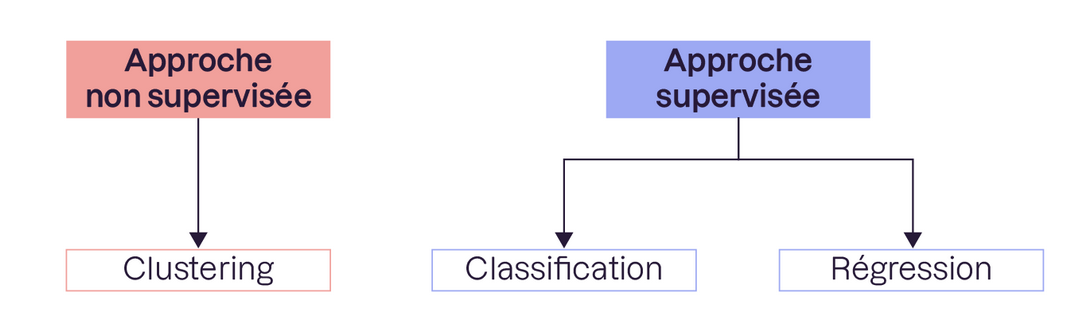 Approche
non supervisée
Approche
supervisée
Clustering
Classification
Régression